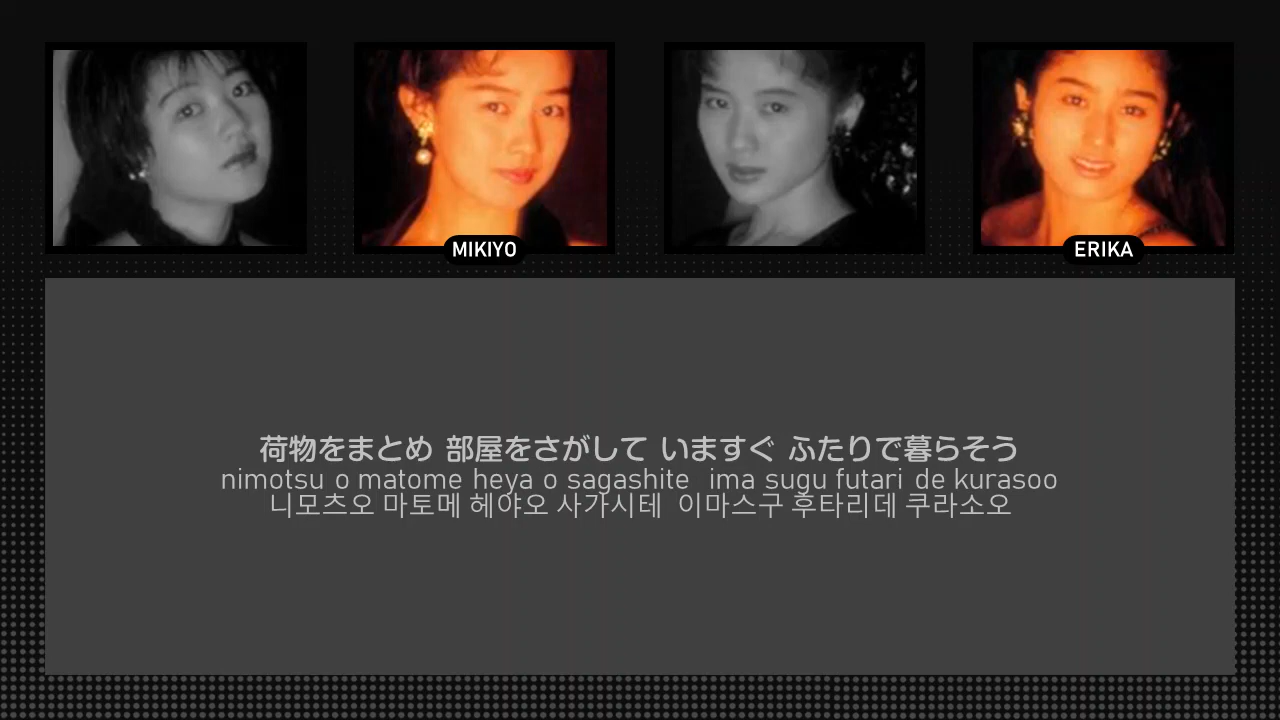 MIKIYO
ERIKA
荷物をまとめ 部屋をさがして いますぐ ふたりで暮らそう
nimotsu o matome heya o sagashite ima sugu futari de kurasoo
니모츠오 마토메 헤야오 사가시테 이마스구 후타리데 쿠라소오